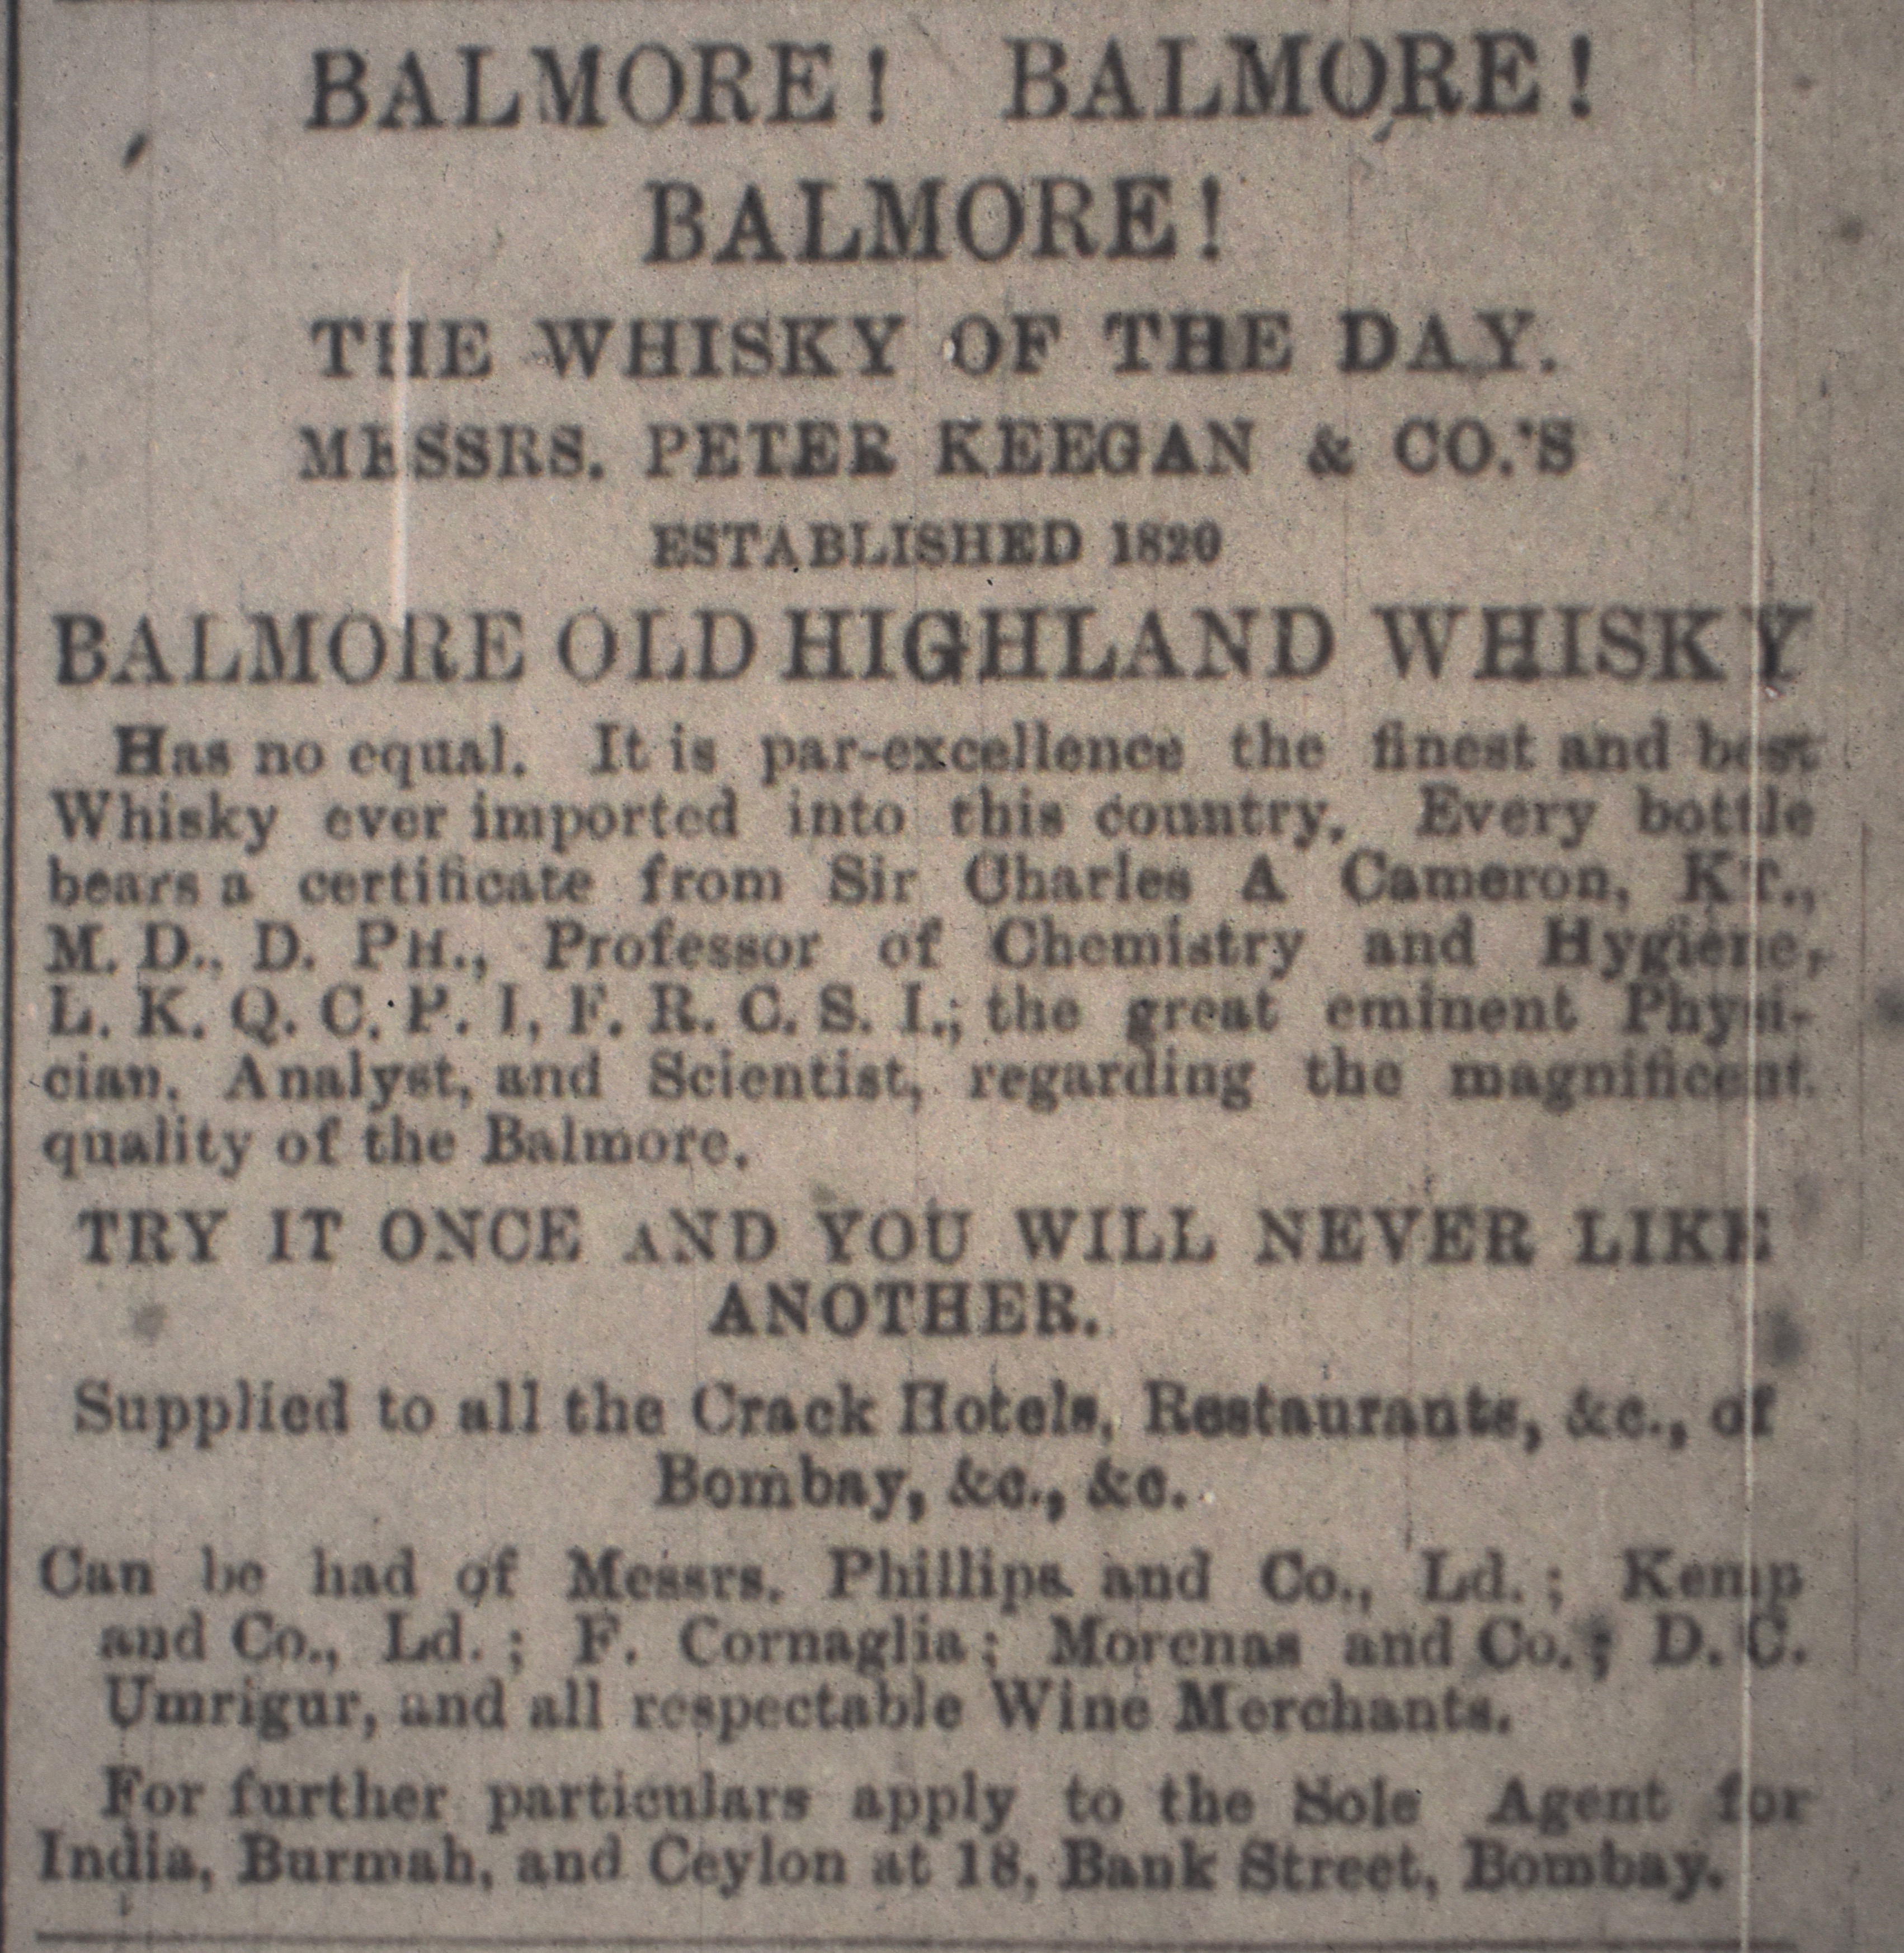 BALMORE! BALMORE!
BALMORE!
THE WHISKY OF THE DAY.
MESSRS. PETER KEEGAN & CO.'S
ESTABLISHED 1820
BALMORE OLD HIGHLAND WHISKY
Has no equal. It is par-excellence the finest and best
Whisky ever imported into this country. Every bottle
bears a certificate from Sir Charles A Cameron, KT.,
M. D., D. PH., Professor of Chemistry and Hygiene,
L. K. Q. C. P. I, F. R. C. S. I.; the great eminent Physi-
cian, Analyst, and Scientist, regarding the magnificent
quality of the Balmore.
TRY IT ONCE AND YOU WILL NEVER LIKE
ANOTHER.
Supplied to all the Crack Hotels, Restaurants, &c., of
Bombay, &c., &c.
Can be had of Messrs. Phillips and Co., Ld. ; Kemp
and Co., Ld. ; F. Cornaglia ; Morenas and Co. ; D. C.
Umrigur, and all respectable Wine Merchants.
For further particulars apply to the Sole Agent for
India, Burmah, and Ceylon at 18, Bank Street, Bombay.